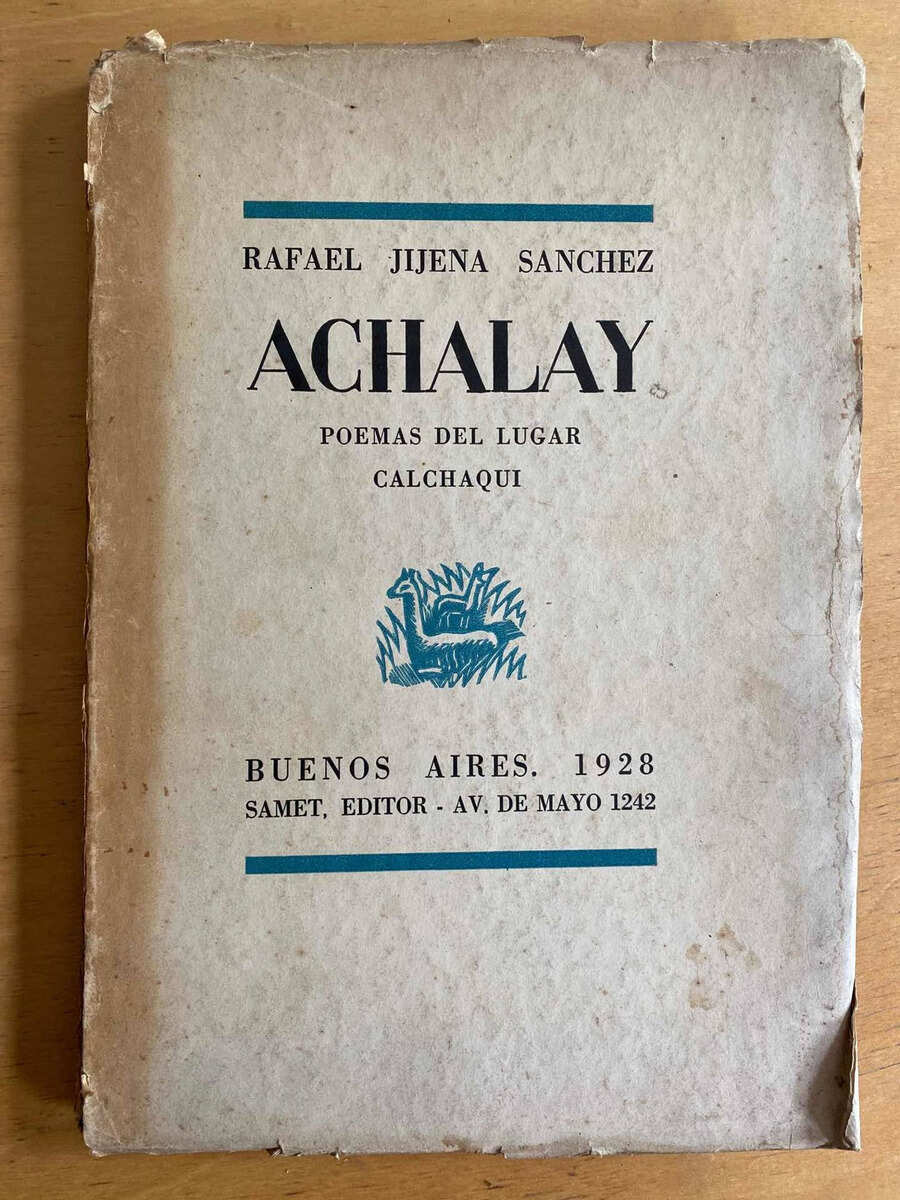 RAFAEL JIJENA SANCHEZ
ACHALAY
POEMAS DEL LUGAR
CALCHAQUI
BUENOS AIRES. 1928
SAMET, EDITOR - AV. DE MAYO 1242